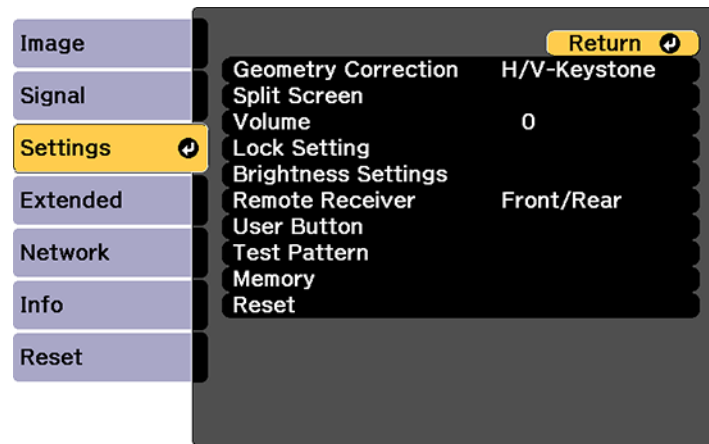 Image
Signal
Settings
Extended
Network
Info
Reset
Return
Geometry Correction H/V-Keystone
Split Screen
Volume 0
Lock Setting
Brightness Settings
Remote Receiver Front/Rear
User Button
Test Pattern
Memory
Reset